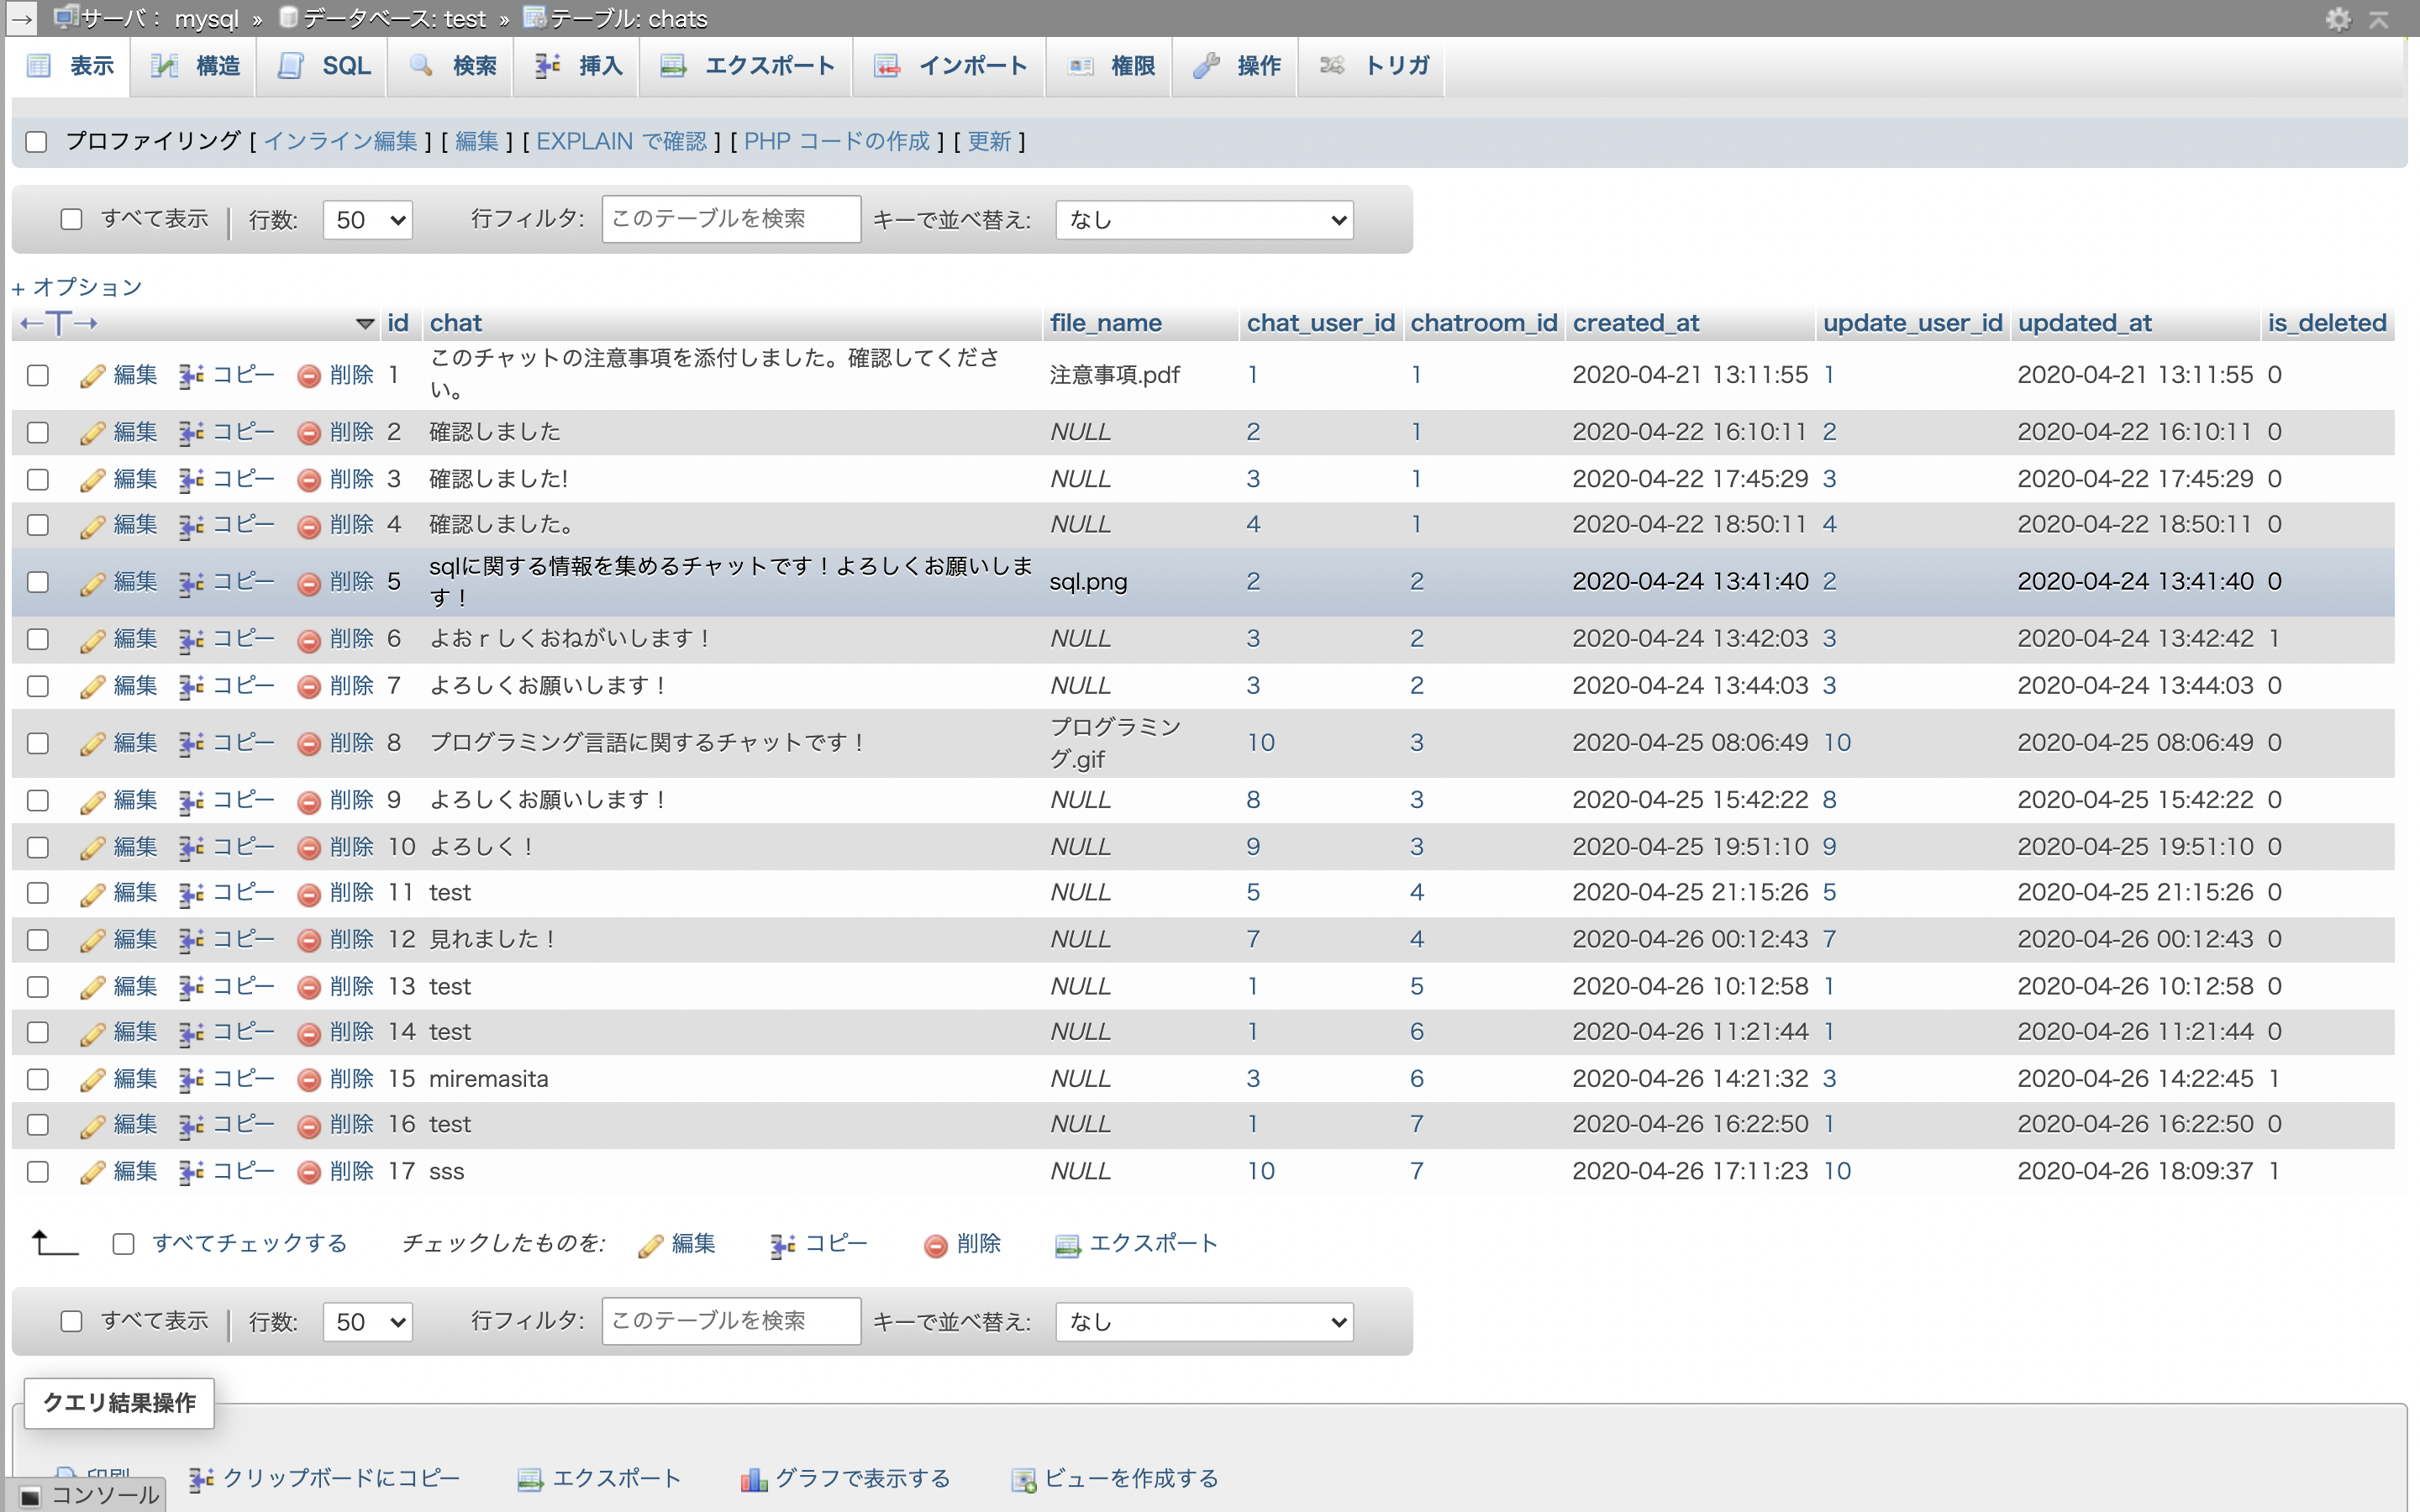 → サーバ： mysql » データベース: test » テーブル: chats
表示 構造 SQL 検索 挿入 エクスポート インポート 権限 操作 トリガ
プロファイリング [ インライン編集 ] [ 編集 ] [ EXPLAIN で確認 ] [ PHP コードの作成 ] [ 更新 ]
すべて表示 | 行数: 50 行フィルタ: このテーブルを検索 キーで並べ替え: なし
+ オプション
←T→ ▼ id chat file_name chat_user_id chatroom_id created_at update_user_id updated_at is_deleted
編集 コピー 削除 1 このチャットの注意事項を添付しました。確認してくださ
い。 注意事項.pdf 1 1 2020-04-21 13:11:55 1 2020-04-21 13:11:55 0
編集 コピー 削除 2 確認しました NULL 2 1 2020-04-22 16:10:11 2 2020-04-22 16:10:11 0
編集 コピー 削除 3 確認しました! NULL 3 1 2020-04-22 17:45:29 3 2020-04-22 17:45:29 0
編集 コピー 削除 4 確認しました。 NULL 4 1 2020-04-22 18:50:11 4 2020-04-22 18:50:11 0
編集 コピー 削除 5 sqlに関する情報を集めるチャットです！よろしくお願いしま
す！ sql.png 2 2 2020-04-24 13:41:40 2 2020-04-24 13:41:40 0
編集 コピー 削除 6 よおｒしくおねがいします！ NULL 3 2 2020-04-24 13:42:03 3 2020-04-24 13:42:42 1
編集 コピー 削除 7 よろしくお願いします！ NULL 3 2 2020-04-24 13:44:03 3 2020-04-24 13:44:03 0
編集 コピー 削除 8 プログラミング言語に関するチャットです！ プログラミン
グ.gif 10 3 2020-04-25 08:06:49 10 2020-04-25 08:06:49 0
編集 コピー 削除 9 よろしくお願いします！ NULL 8 3 2020-04-25 15:42:22 8 2020-04-25 15:42:22 0
編集 コピー 削除 10 よろしく！ NULL 9 3 2020-04-25 19:51:10 9 2020-04-25 19:51:10 0
編集 コピー 削除 11 test NULL 5 4 2020-04-25 21:15:26 5 2020-04-25 21:15:26 0
編集 コピー 削除 12 見れました！ NULL 7 4 2020-04-26 00:12:43 7 2020-04-26 00:12:43 0
編集 コピー 削除 13 test NULL 1 5 2020-04-26 10:12:58 1 2020-04-26 10:12:58 0
編集 コピー 削除 14 test NULL 1 6 2020-04-26 11:21:44 1 2020-04-26 11:21:44 0
編集 コピー 削除 15 miremasita NULL 3 6 2020-04-26 14:21:32 3 2020-04-26 14:22:45 1
編集 コピー 削除 16 test NULL 1 7 2020-04-26 16:22:50 1 2020-04-26 16:22:50 0
編集 コピー 削除 17 sss NULL 10 7 2020-04-26 17:11:23 10 2020-04-26 18:09:37 1
すべてチェックする チェックしたものを: 編集 コピー 削除 エクスポート
すべて表示 | 行数: 50 行フィルタ: このテーブルを検索 キーで並べ替え: なし
クエリ結果操作
印刷 クリップボードにコピー エクスポート グラフで表示する ビューを作成する
コンソール